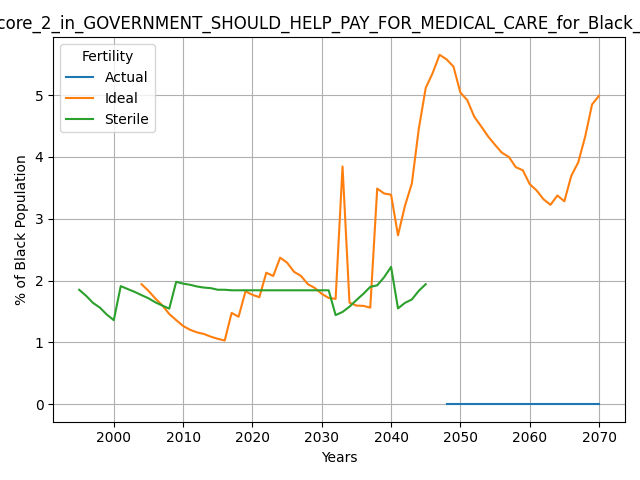 core_2_in_GOVERNMENT_SHOULD_HELP_PAY_FOR_MEDICAL_CARE_for_Black_
Fertility
Actual
Ideal
Sterile
% of Black Population
5
4
3
2
1
0
2000 2010 2020 2030 2040 2050 2060 2070
Years